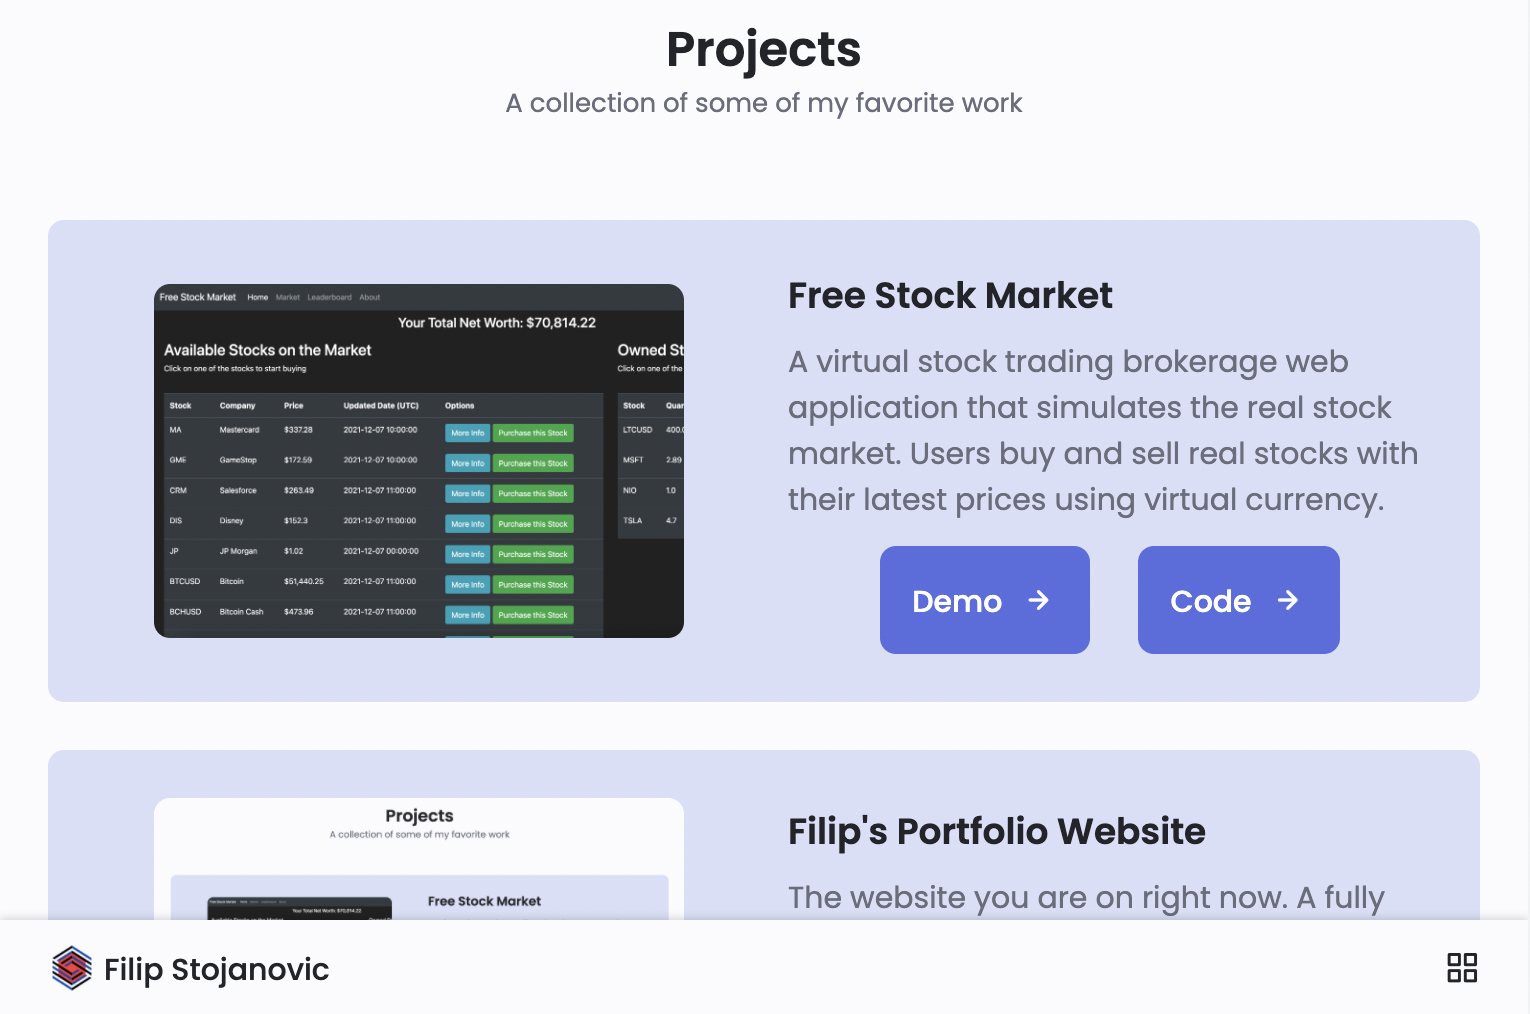 Projects
A collection of some of my favorite work
Free Stock Market Home Market Leaderboard About
Your Total Net Worth: $70,814.22
Available Stocks on the Market
Click on one of the stocks to start buying
Stock Company Price Updated Date (UTC) Options
MA Mastercard $337.28 2021-12-07 10:00:00 More Info Purchase this Stock
GME GameStop $172.59 2021-12-07 10:00:00 More Info Purchase this Stock
CRM Salesforce $263.49 2021-12-07 11:00:00 More Info Purchase this Stock
DIS Disney $152.3 2021-12-07 11:00:00 More Info Purchase this Stock
JP JP Morgan $1.02 2021-12-07 00:00:00 More Info Purchase this Stock
BTCUSD Bitcoin $51,440.25 2021-12-07 11:00:00 More Info Purchase this Stock
BCHUSD Bitcoin Cash $473.96 2021-12-07 11:00:00 More Info Purchase this Stock
Owned St
Click on one of the
Stock Quan
LTCUSD 400.0
MSFT 2.89
NIO 1.0
TSLA 4.7
Free Stock Market
A virtual stock trading brokerage web
application that simulates the real stock
market. Users buy and sell real stocks with
their latest prices using virtual currency.
Demo
Code
Projects
A collection of some of my favorite work
Free Stock Market
Your Total Net Worth: $70,814.22
Free Stock Market
Filip's Portfolio Website
The website you are on right now. A fully
Filip Stojanovic